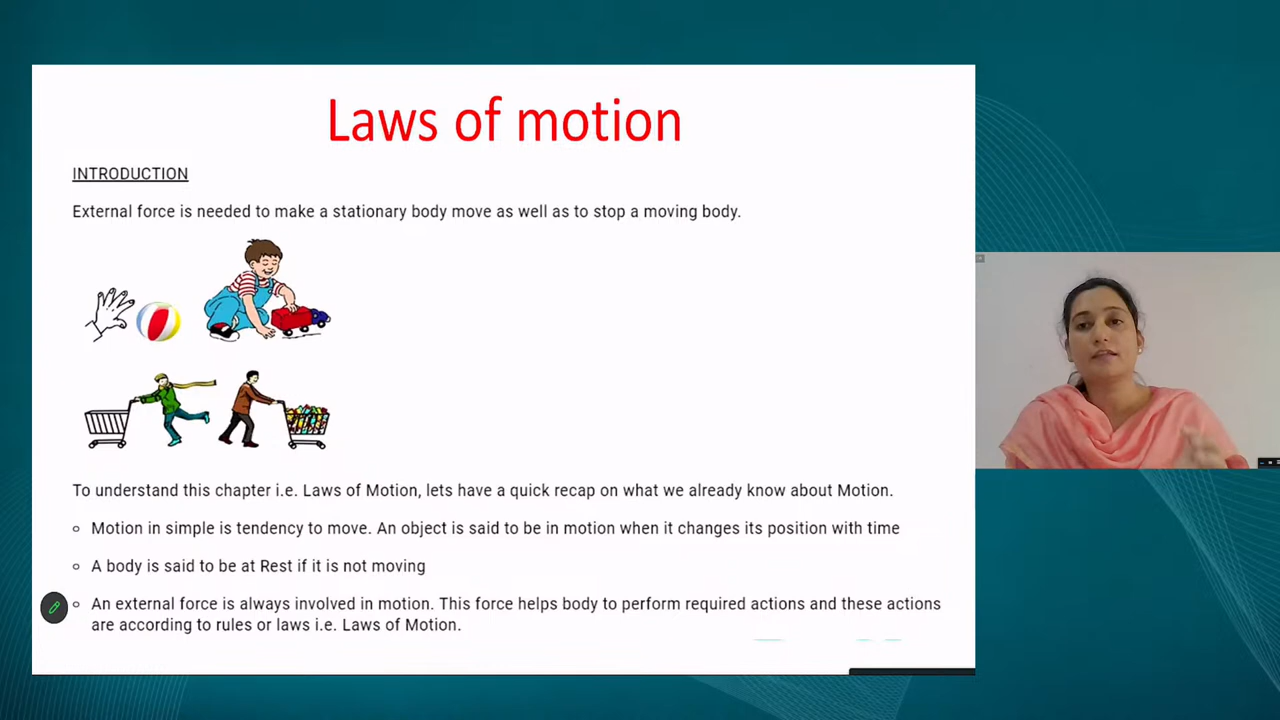 Laws of motion
INTRODUCTION
External force is needed to make a stationary body move as well as to stop a moving body.
To understand this chapter i.e. Laws of Motion, lets have a quick recap on what we already know about Motion.
Motion in simple is tendency to move. An object is said to be in motion when it changes its position with time
A body is said to be at Rest if it is not moving
An external force is always involved in motion. This force helps body to perform required actions and these actions
are according to rules or laws i.e. Laws of Motion.